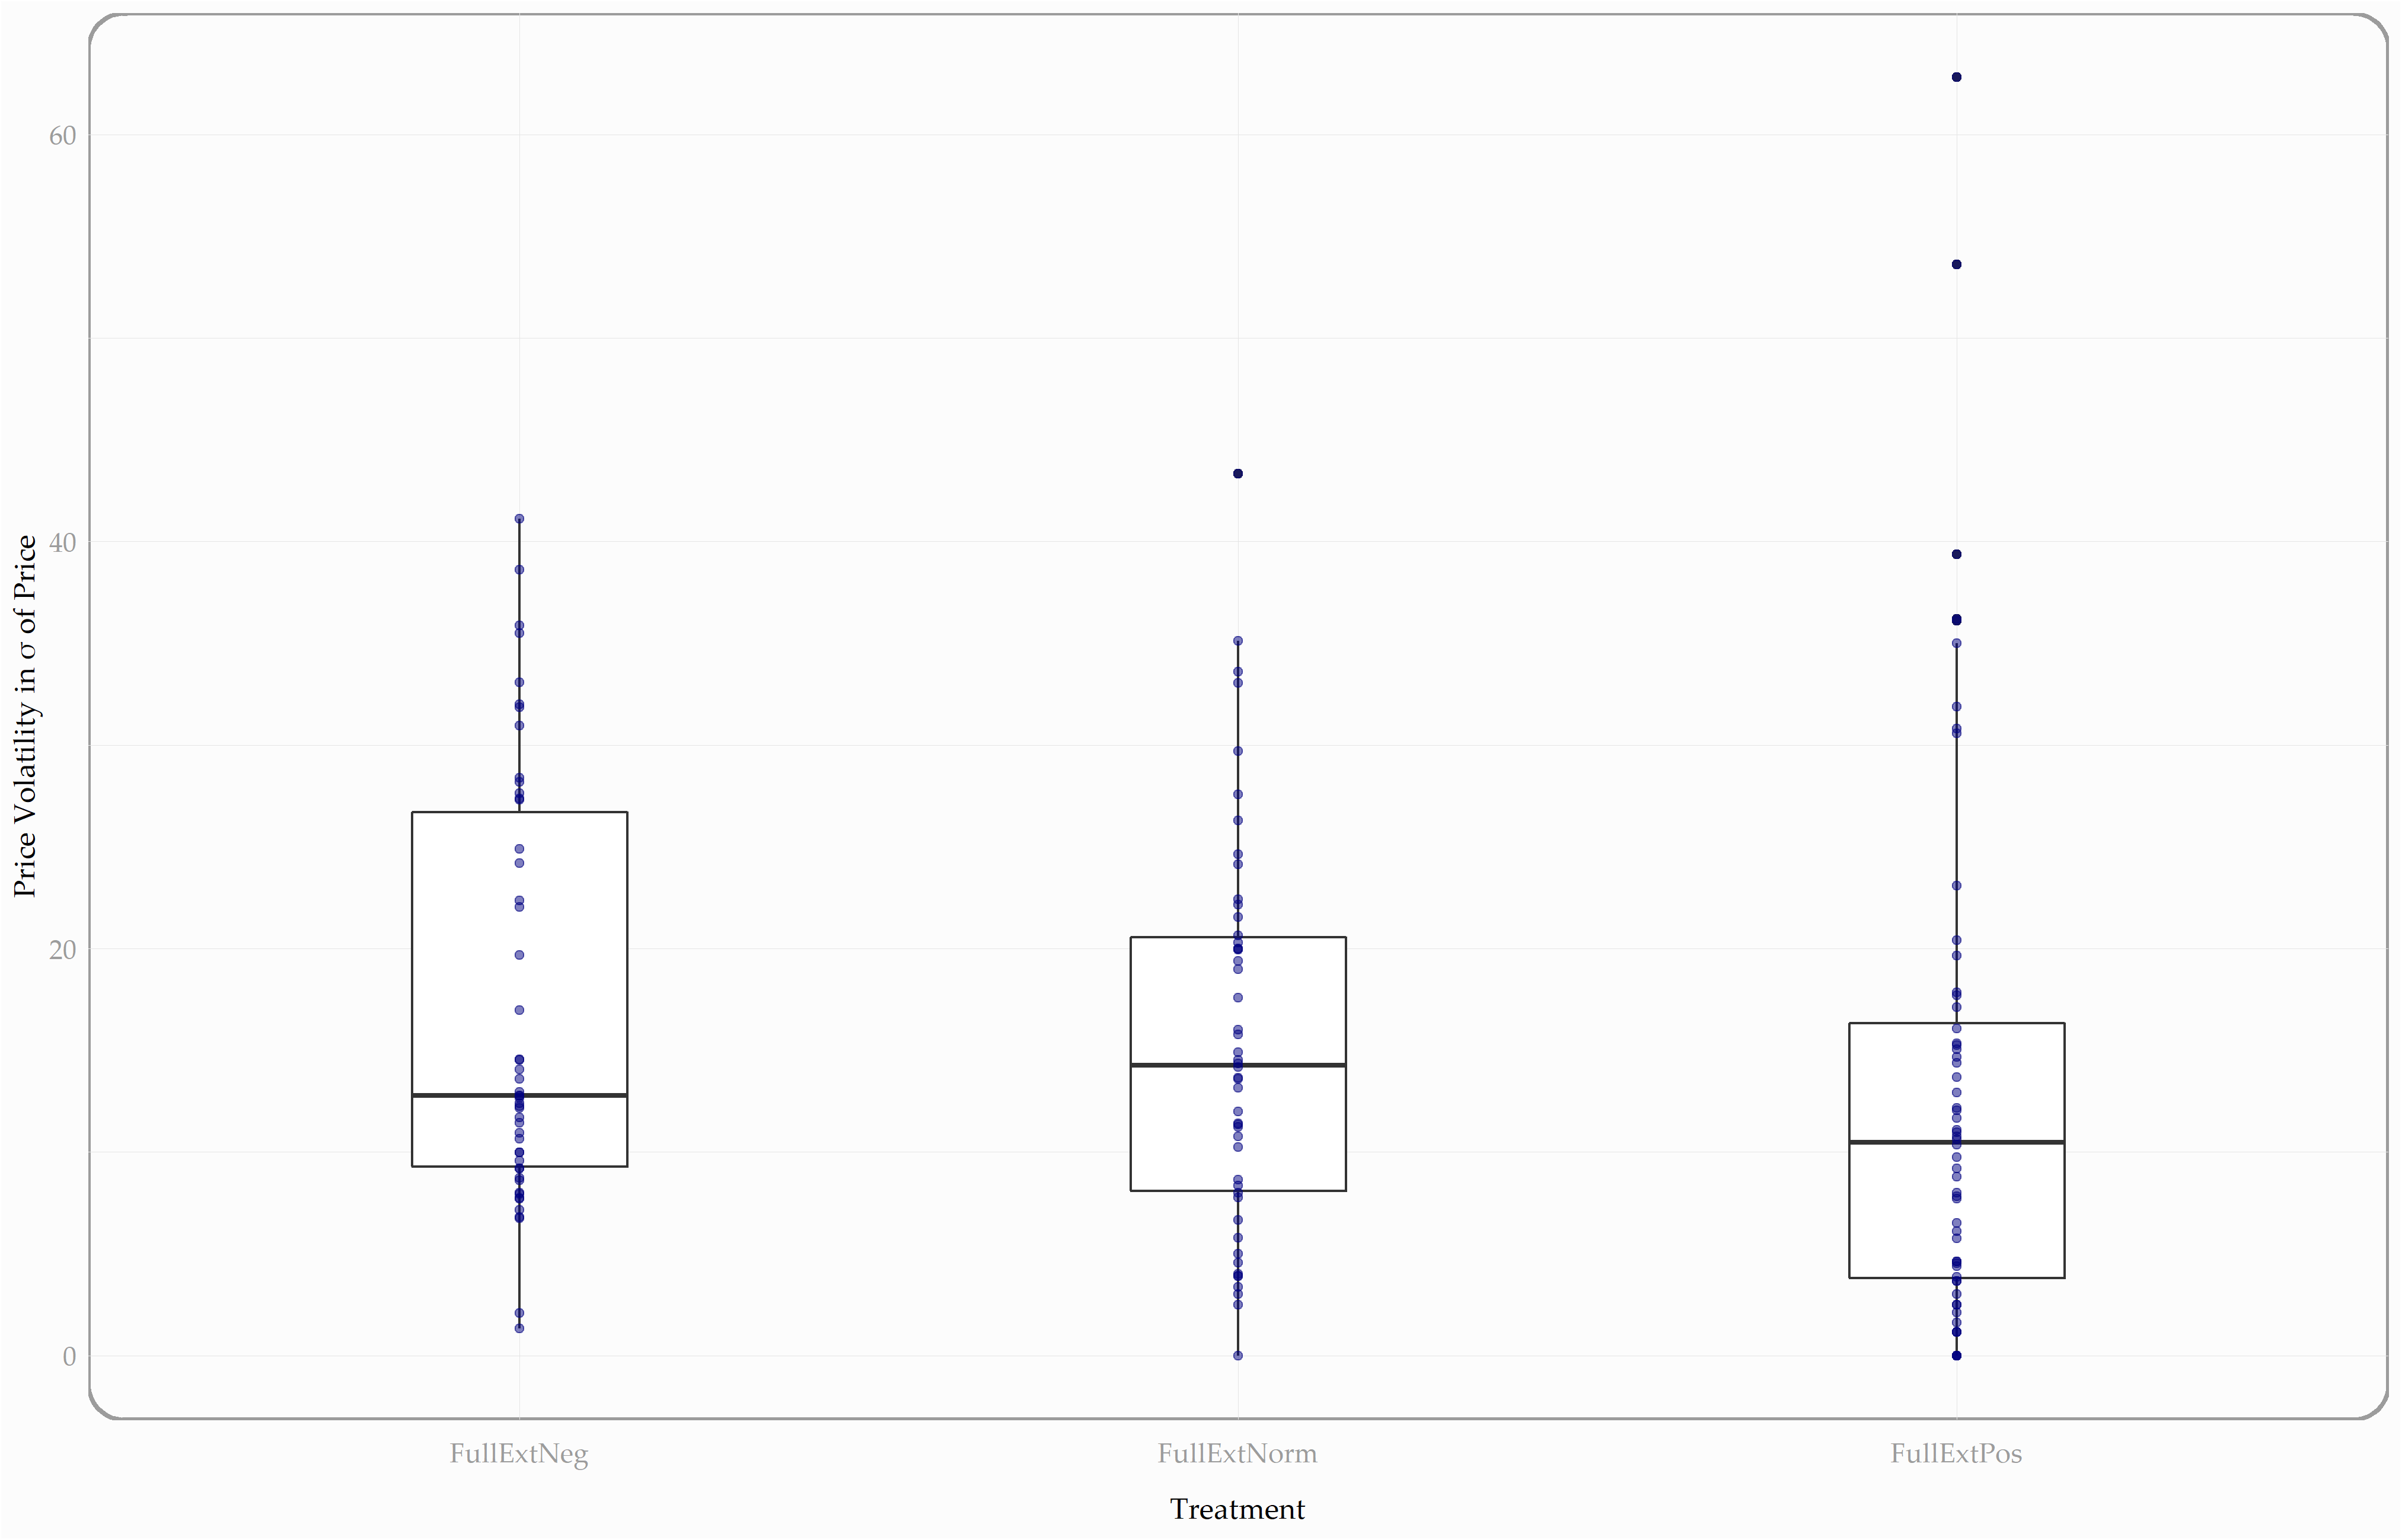 Price Volatility in σ of Price
60
40
20
0
FullExtNeg
FullExtNorm
FullExtPos
Treatment